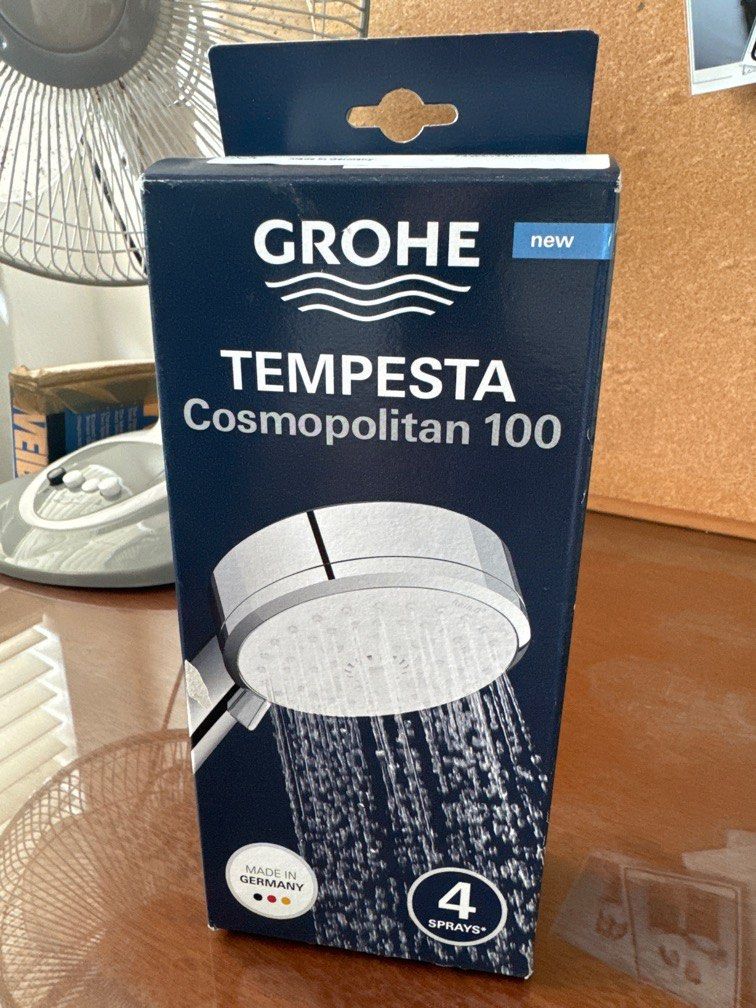 GROHE
new
TEMPESTA
Cosmopolitan 100
MADE IN
GERMANY
4
SPRAYS*